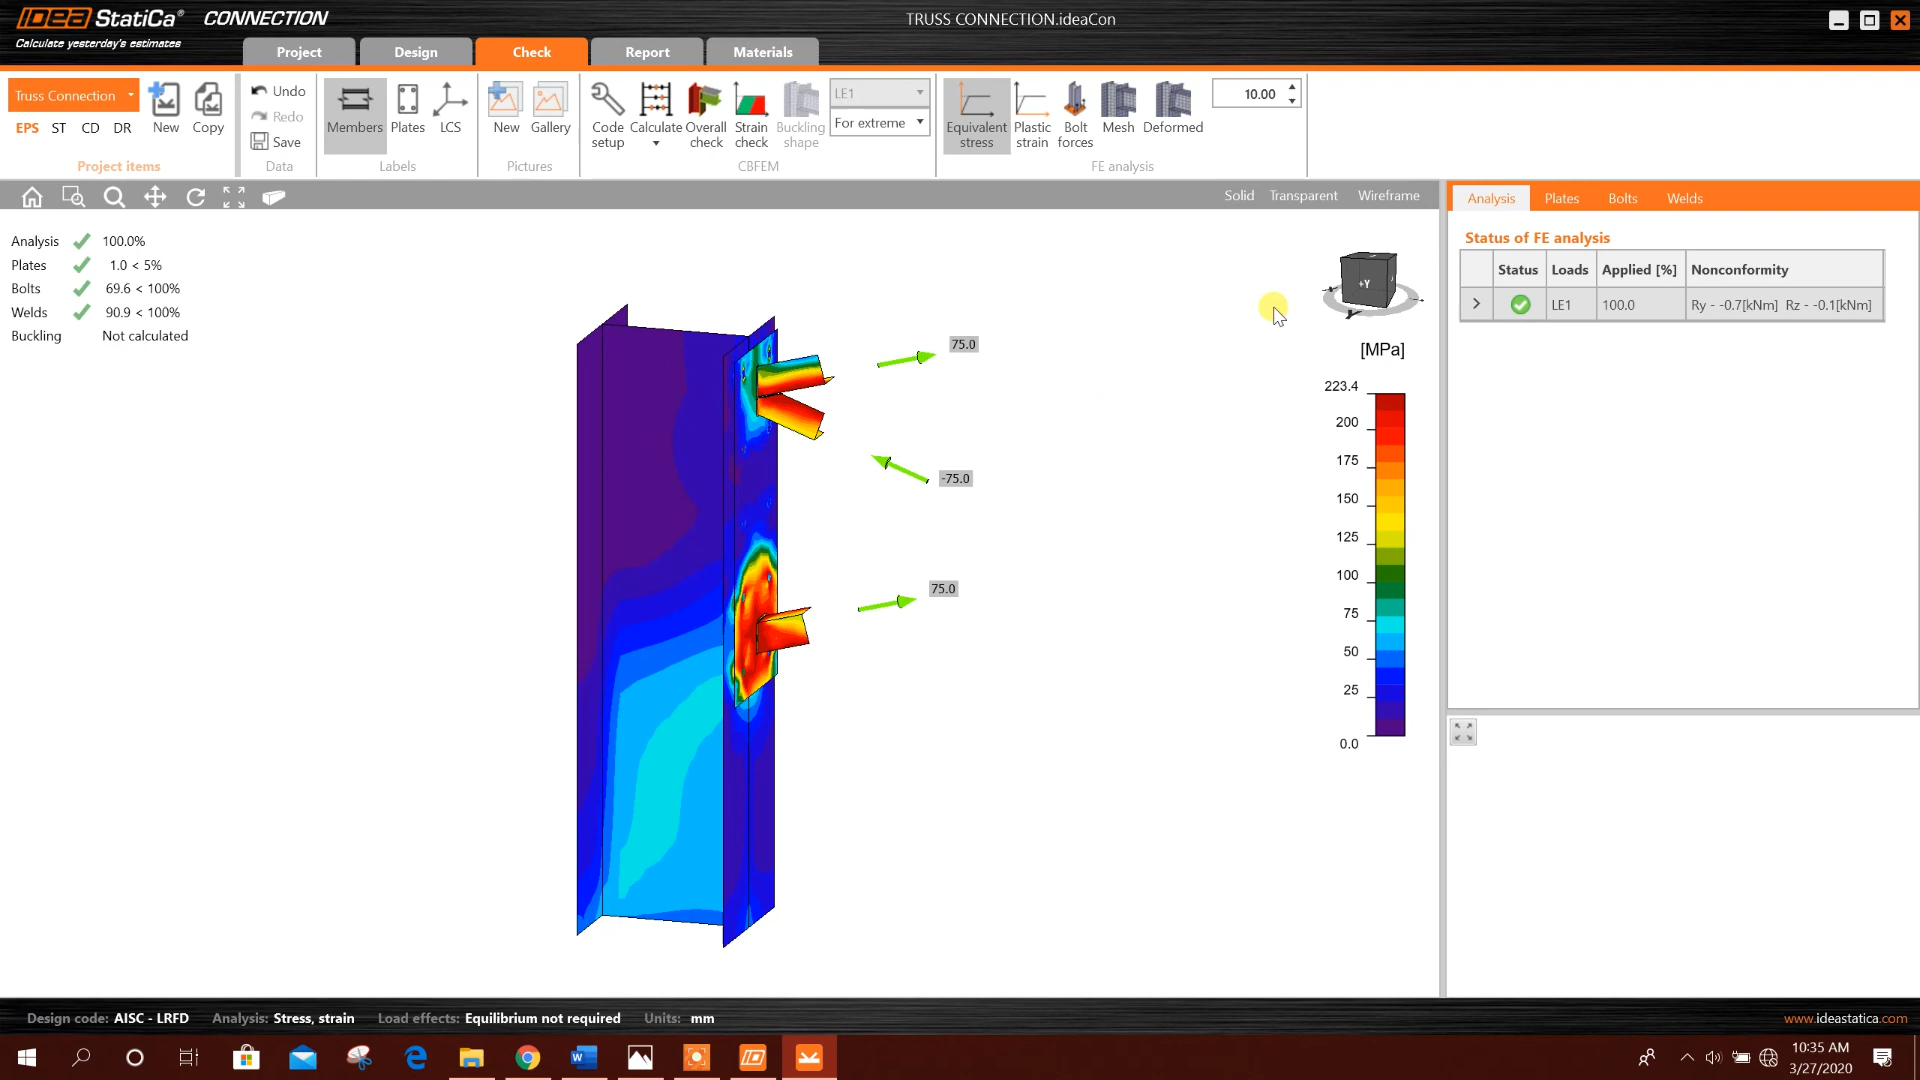 IDEA StatiCa® CONNECTION
Calculate yesterday's estimates
TRUSS CONNECTION.ideaCon
Project Design Check Report Materials
Truss Connection
EPS ST CD DR
New Copy
Project items
Undo
Redo
Save
Data
Members Plates LCS
Labels
New Gallery
Pictures
Code setup
Calculate
Overall check
Strain check
Buckling shape
LE1
For extreme
CBFEM
Equivalent stress
Plastic strain
Bolt forces
Mesh Deformed
10.00
FE analysis
Solid Transparent Wireframe
Analysis 100.0%
Plates 1.0 < 5%
Bolts 69.6 < 100%
Welds 90.9 < 100%
Buckling Not calculated
75.0
-75.0
75.0
+Y
[MPa]
223.4
200
175
150
125
100
75
50
25
0.0
Analysis Plates Bolts Welds
Status of FE analysis
Status Loads Applied [%] Nonconformity
LE1 100.0 Ry - -0.7[kNm] Rz - -0.1[kNm]
Design code: AISC - LRFD Analysis: Stress, strain Load effects: Equilibrium not required Units: mm
www.ideastatica.com
10:35 AM
3/27/2020